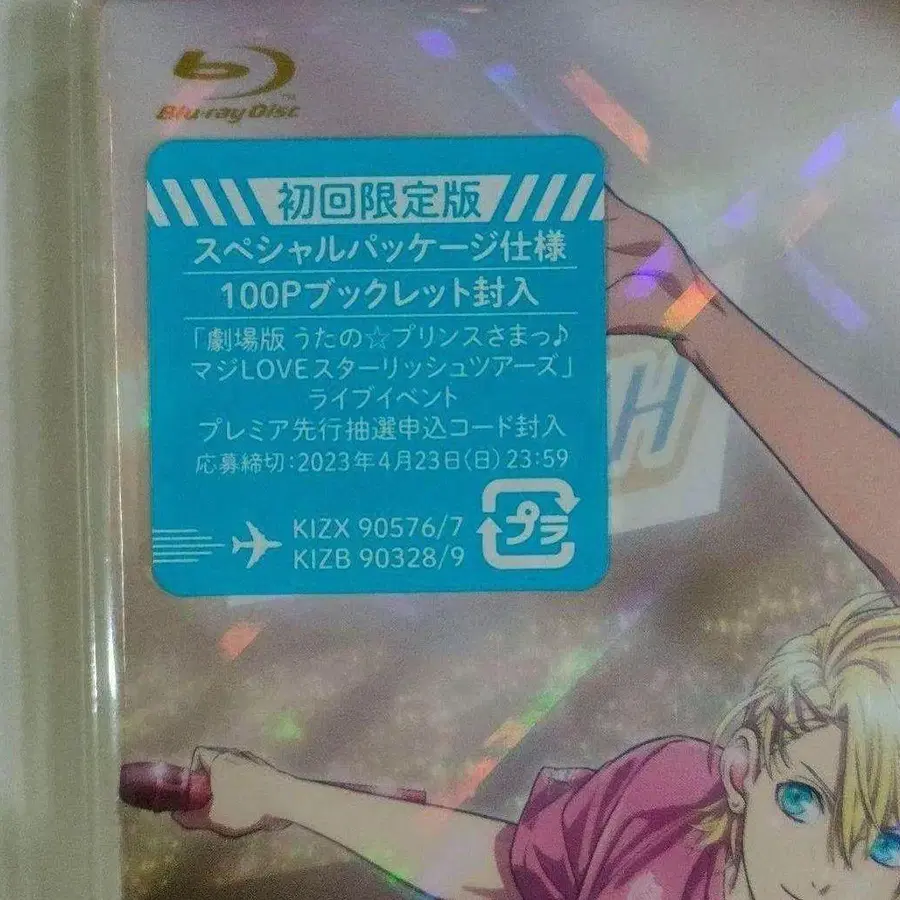 Blu-ray Disc
初回限定版
スペシャルパッケージ仕様
100Pブックレット封入
「劇場版 うたの☆プリンスさまっ♪
マジLOVEスターリッシュツアーズ」
ライブイベント
プレミア先行抽選申込コード封入
応募締切:2023年4月23日(日)23:59
KIZX 90576/7
KIZB 90328/9
プラ
H